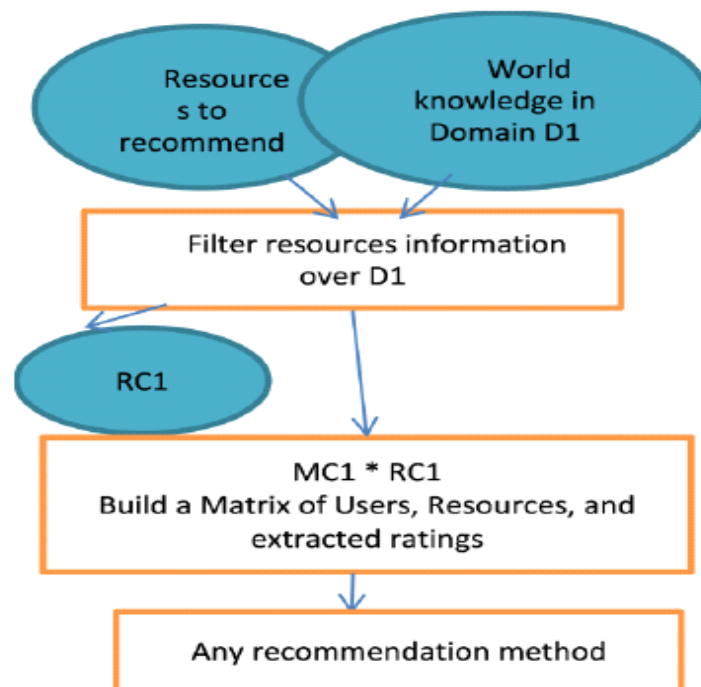 Resource
s to
recommend
World
knowledge in
Domain D1
Filter resources information
over D1
RC1
MC1 * RC1
Build a Matrix of Users, Resources, and
extracted ratings
Any recommendation method